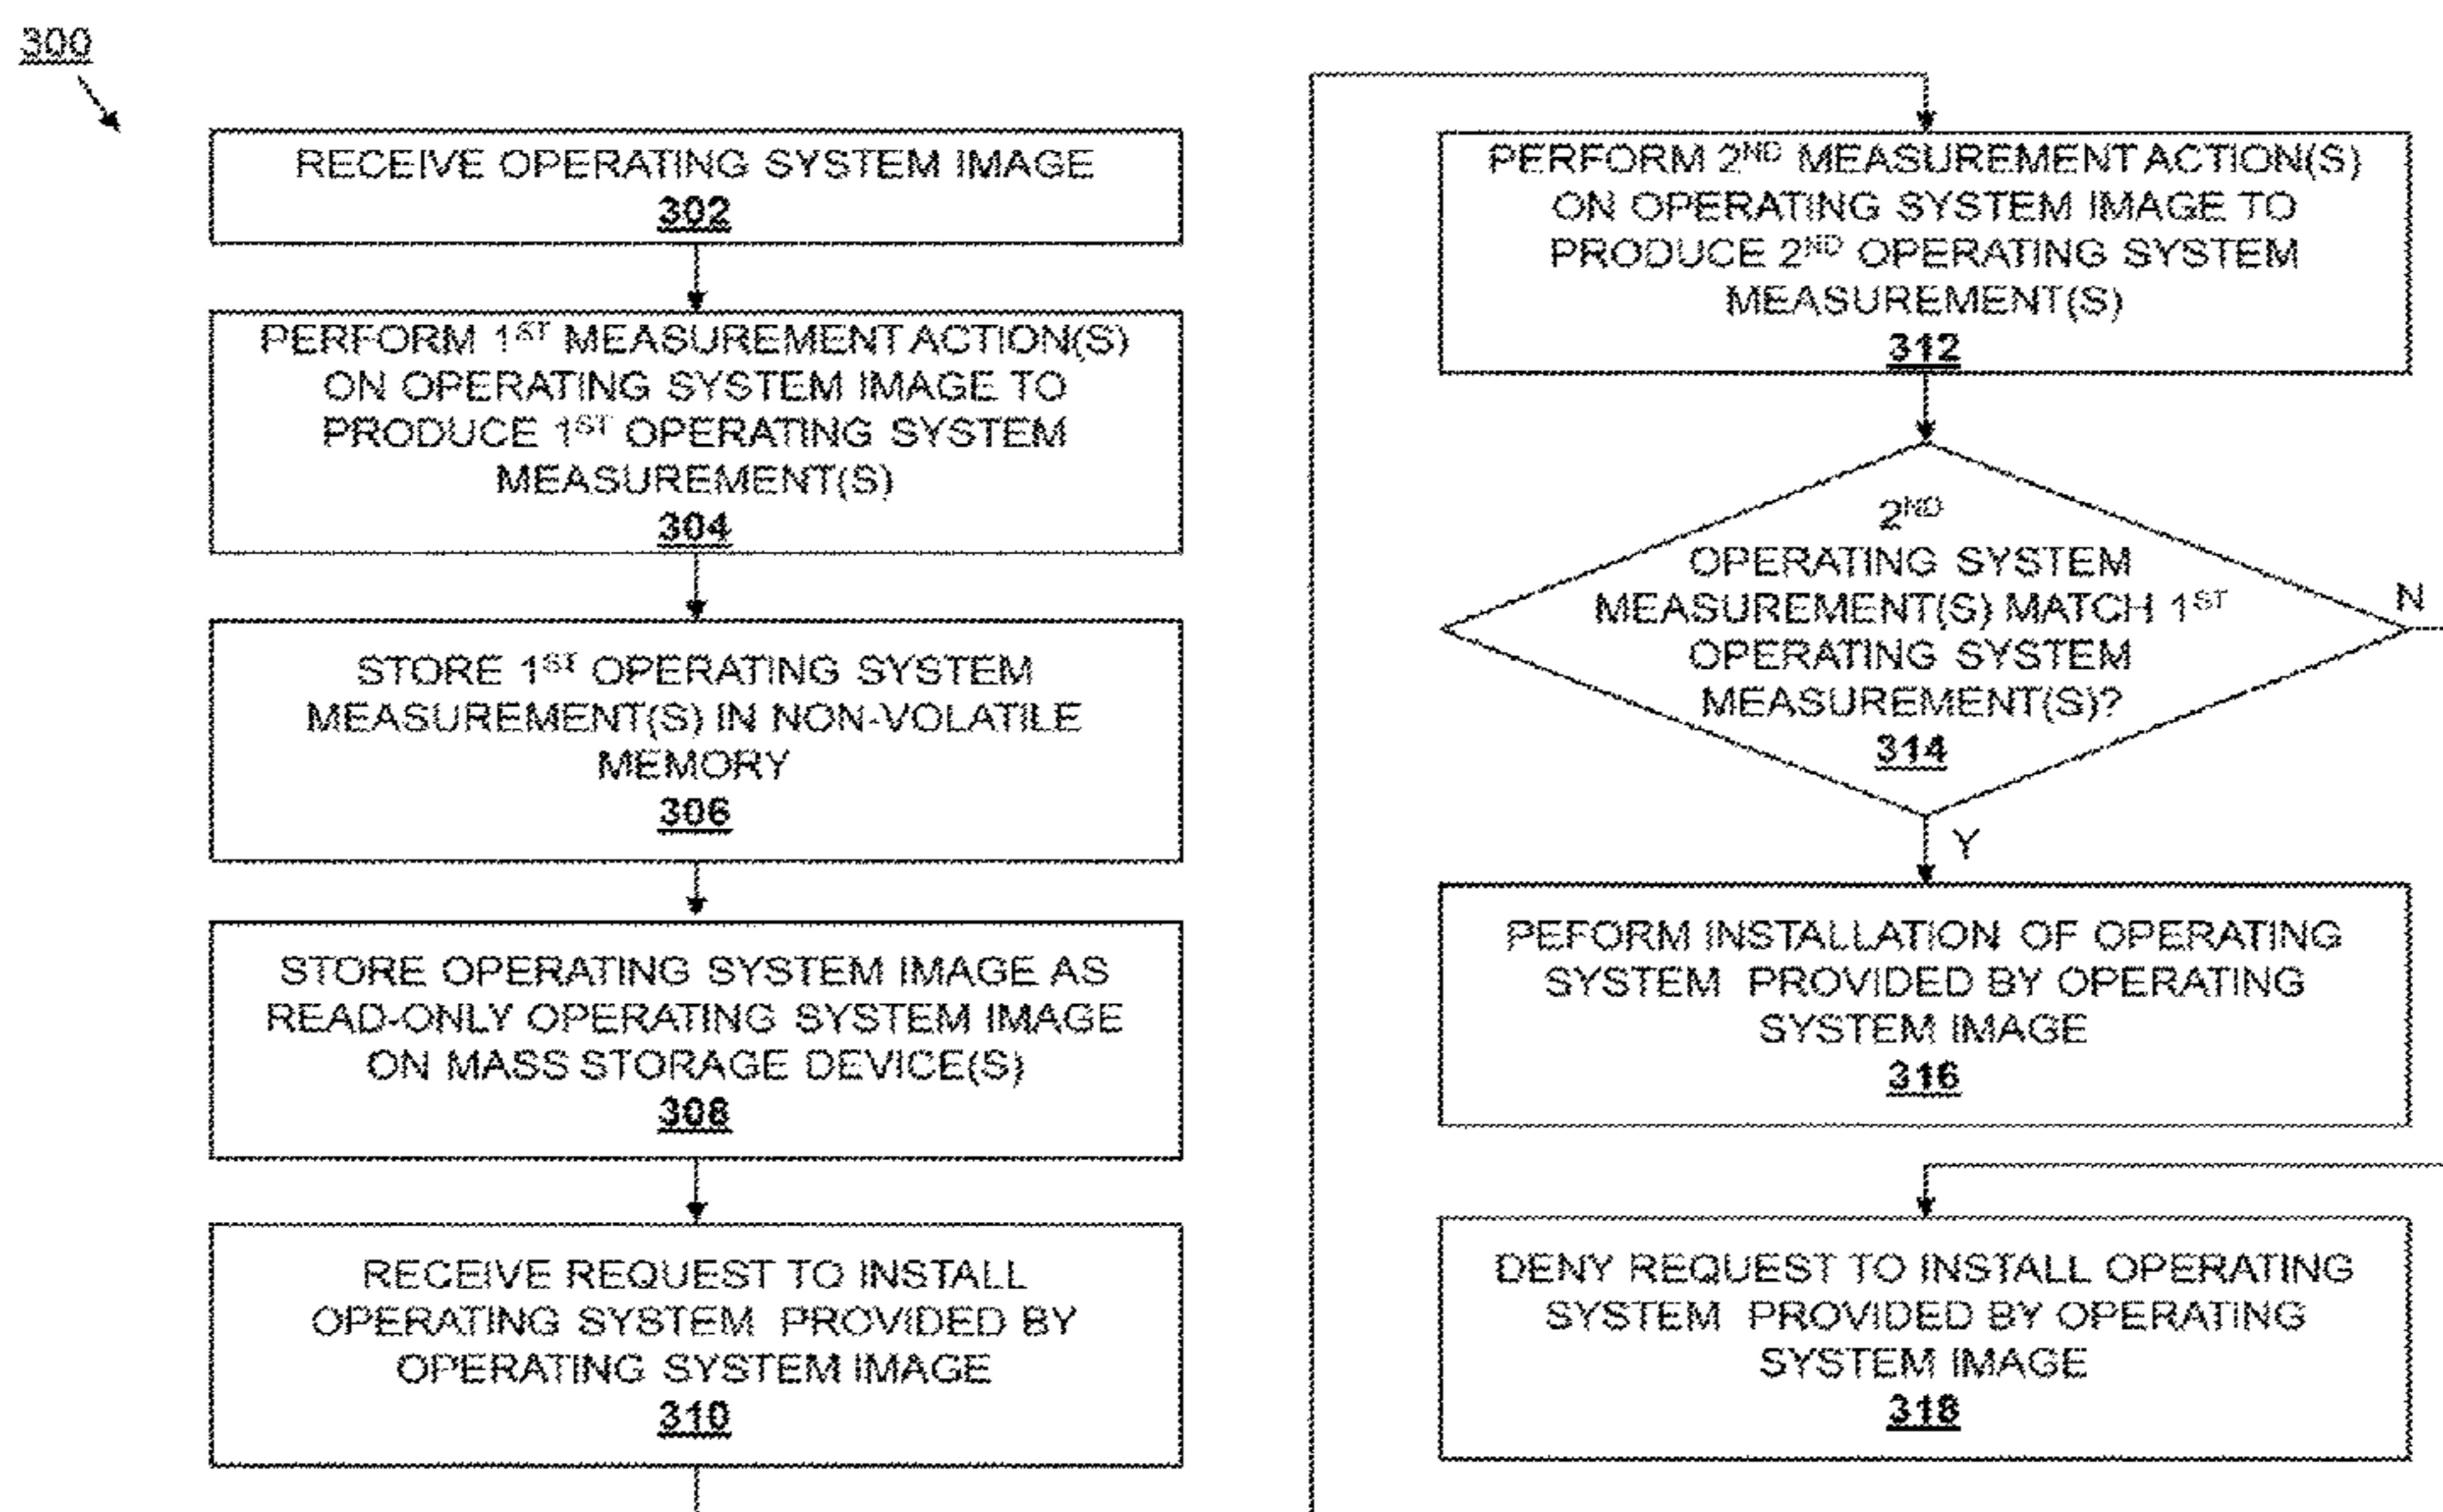 300
RECEIVE OPERATING SYSTEM IMAGE
302
PERFORM 1ST MEASUREMENT ACTION(S)
ON OPERATING SYSTEM IMAGE TO
PRODUCE 1ST OPERATING SYSTEM
MEASUREMENT(S)
304
STORE 1ST OPERATING SYSTEM
MEASUREMENT(S) IN NON-VOLATILE
MEMORY
306
STORE OPERATING SYSTEM IMAGE AS
READ-ONLY OPERATING SYSTEM IMAGE
ON MASS STORAGE DEVICE(S)
308
RECEIVE REQUEST TO INSTALL
OPERATING SYSTEM PROVIDED BY
OPERATING SYSTEM IMAGE
310
PERFORM 2ND MEASUREMENT ACTION(S)
ON OPERATING SYSTEM IMAGE TO
PRODUCE 2ND OPERATING SYSTEM
MEASUREMENT(S)
312
2ND
OPERATING SYSTEM
MEASUREMENT(S) MATCH 1ST
OPERATING SYSTEM
MEASUREMENT(S)?
314
N
Y
PEFORM INSTALLATION OF OPERATING
SYSTEM PROVIDED BY OPERATING
SYSTEM IMAGE
316
DENY REQUEST TO INSTALL OPERATING
SYSTEM PROVIDED BY OPERATING
SYSTEM IMAGE
318